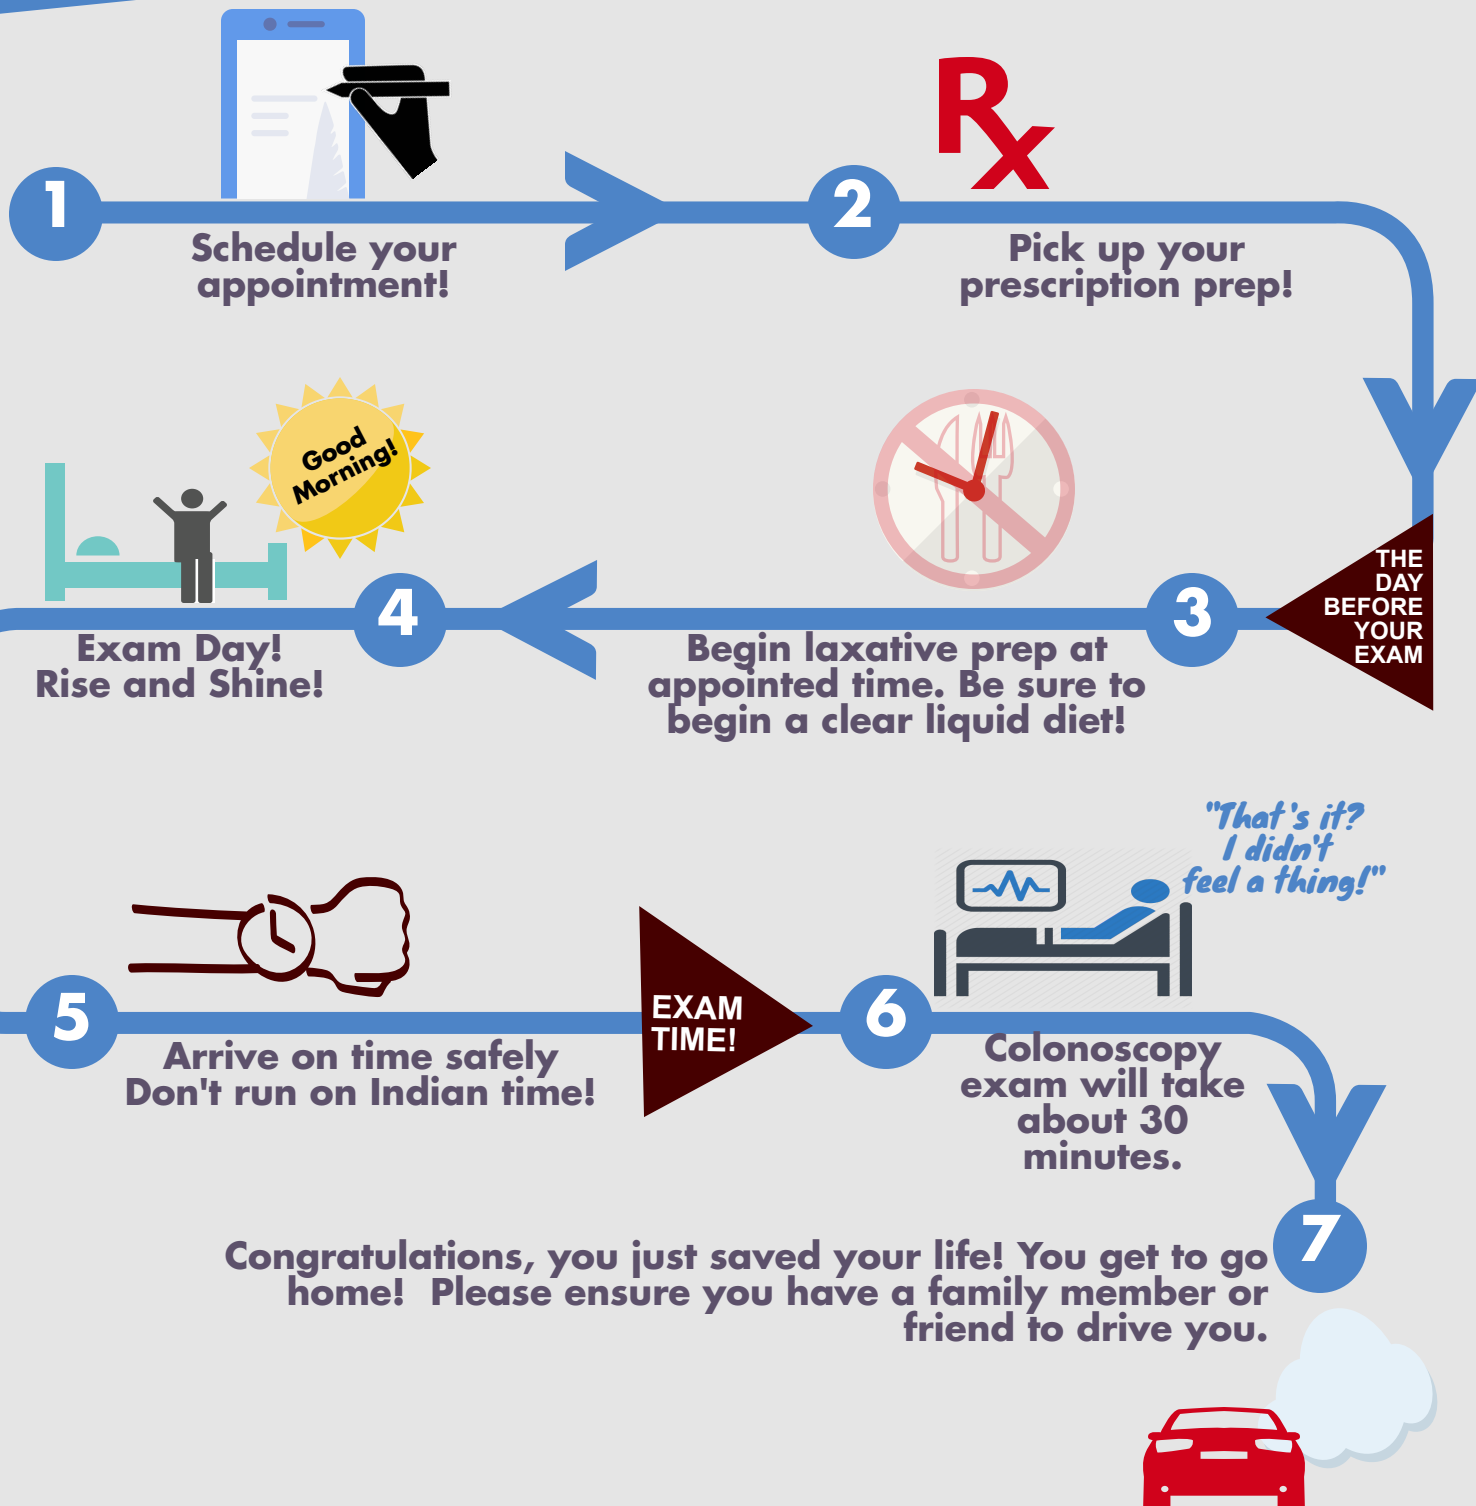 1
Schedule your
appointment!
2
Rx
Pick up your
prescription prep!
THE
DAY
BEFORE
YOUR
EXAM
3
Begin laxative prep at
appointed time. Be sure to
begin a clear liquid diet!
4
Good
Morning!
Exam Day!
Rise and Shine!
5
Arrive on time safely
Don't run on Indian time!
EXAM
TIME!
6
"That's it?
I didn't
feel a thing!"
Colonoscopy
exam will take
about 30
minutes.
7
Congratulations, you just saved your life! You get to go
home!  Please ensure you have a family member or
friend to drive you.